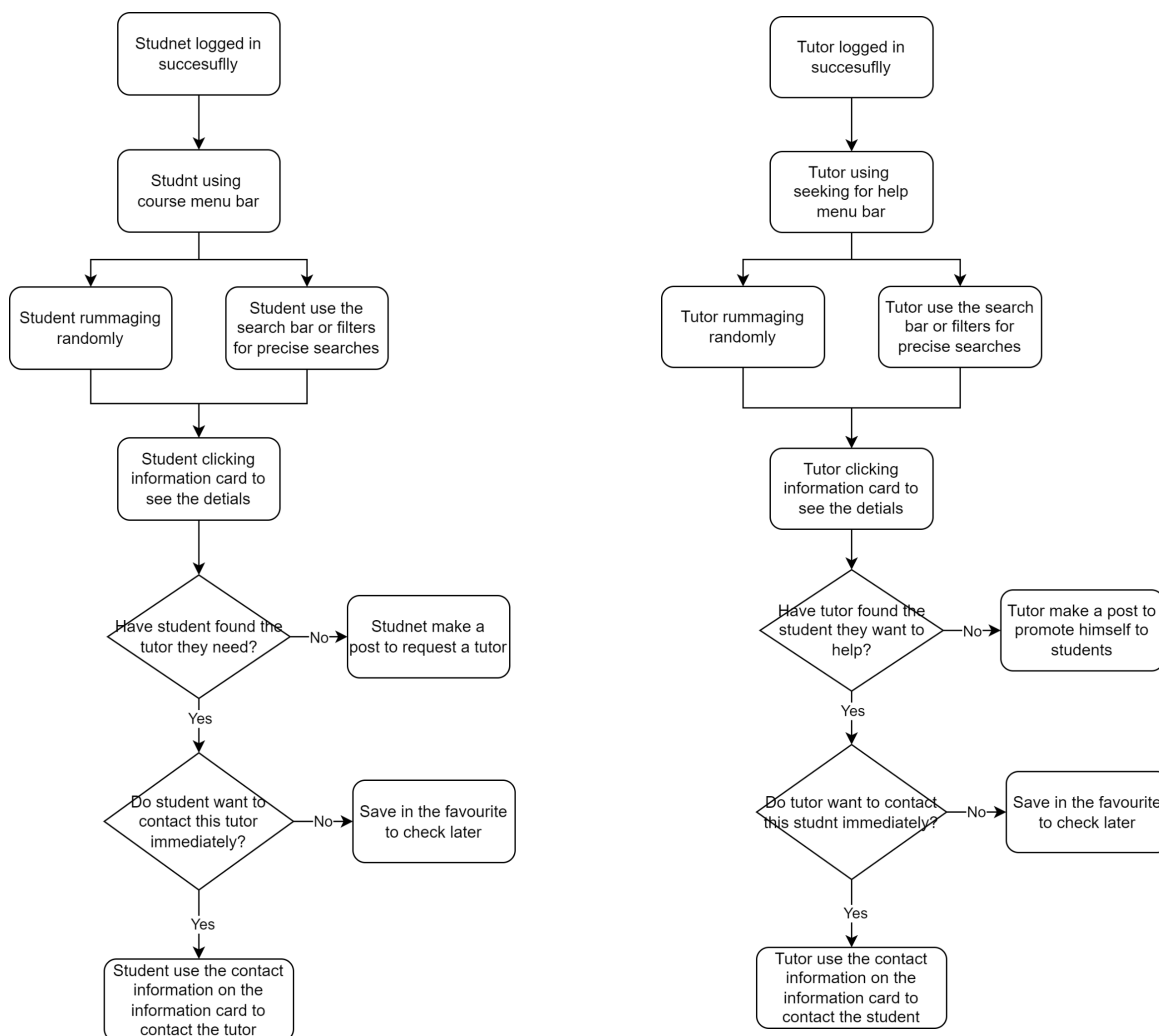 Studnet logged in
succesuflly
Studnt using
course menu bar
Student rummaging
randomly
Student use the
search bar or filters
for precise searches
Student clicking
information card to
see the detials
Have student found the
tutor they need?
No
Studnet make a
post to request a tutor
Yes
Do student want to
contact this tutor
immediately?
No
Save in the favourite
to check later
Yes
Student use the contact
information on the
information card to
contact the tutor
Tutor logged in
succesuflly
Tutor using
seeking for help
menu bar
Tutor rummaging
randomly
Tutor use the search
bar or filters for
precise searches
Tutor clicking
information card to
see the detials
Have tutor found the
student they want to
help?
No
Tutor make a post to
promote himself to
students
Yes
Do tutor want to contact
this studnt immediately?
No
Save in the favourite
to check later
Yes
Tutor use the contact
information on the
information card to
contact the student